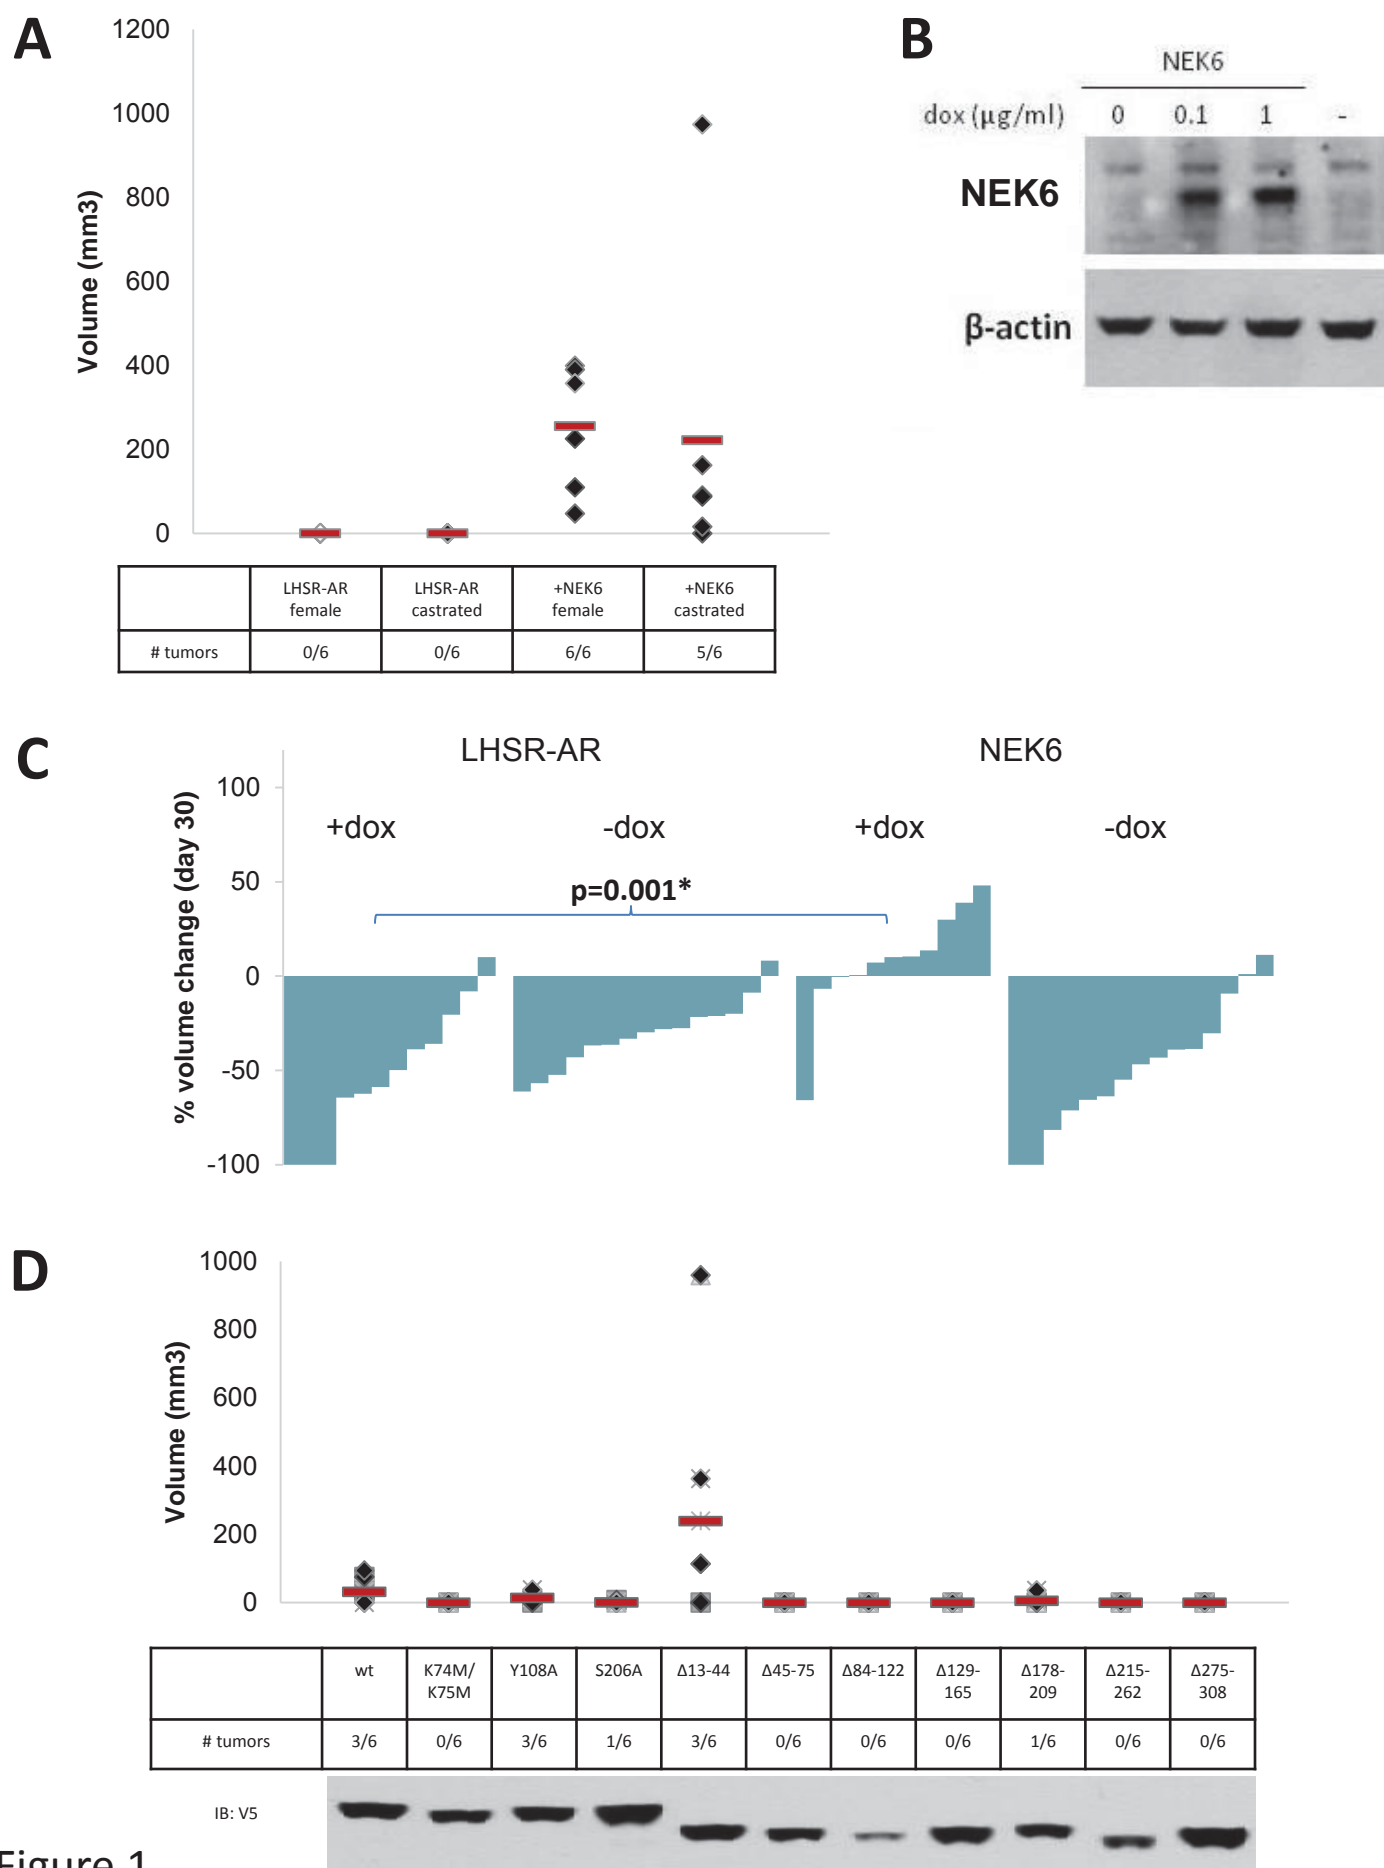 A
1200
1000
800
600
400
200
0
Volume (mm3)
LHSR-AR female
LHSR-AR castrated
+NEK6 female
+NEK6 castrated
# tumors 0/6 0/6 6/6 5/6
B
NEK6
dox (µg/ml) 0 0.1 1 -
NEK6
β-actin
C
LHSR-AR NEK6
+dox -dox +dox -dox
p=0.001*
% volume change (day 30)
100
50
0
-50
-100
D
1000
800
600
400
200
0
Volume (mm3)
wt
K74M/ K75M
Y108A
S206A
Δ13-44
Δ45-75
Δ84-122
Δ129- 165
Δ178- 209
Δ215- 262
Δ275- 308
# tumors 3/6 0/6 3/6 1/6 3/6 0/6 0/6 0/6 1/6 0/6 0/6
IB: V5
Figure 1